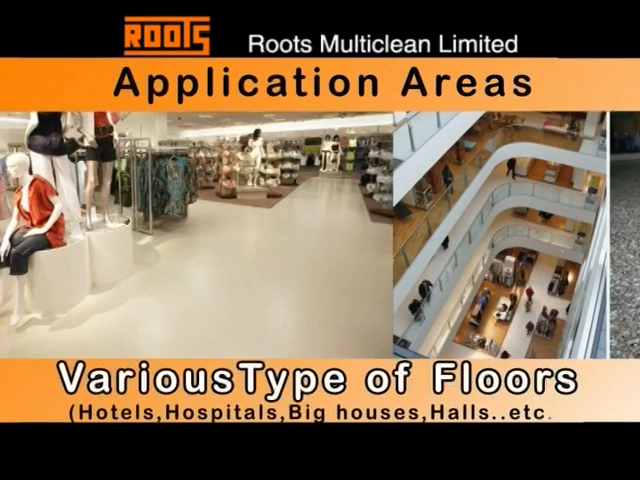 ROOTS
Roots Multiclean Limited
Application Areas
VariousType of Floors
(Hotels,Hospitals,Big houses,Halls..etc.